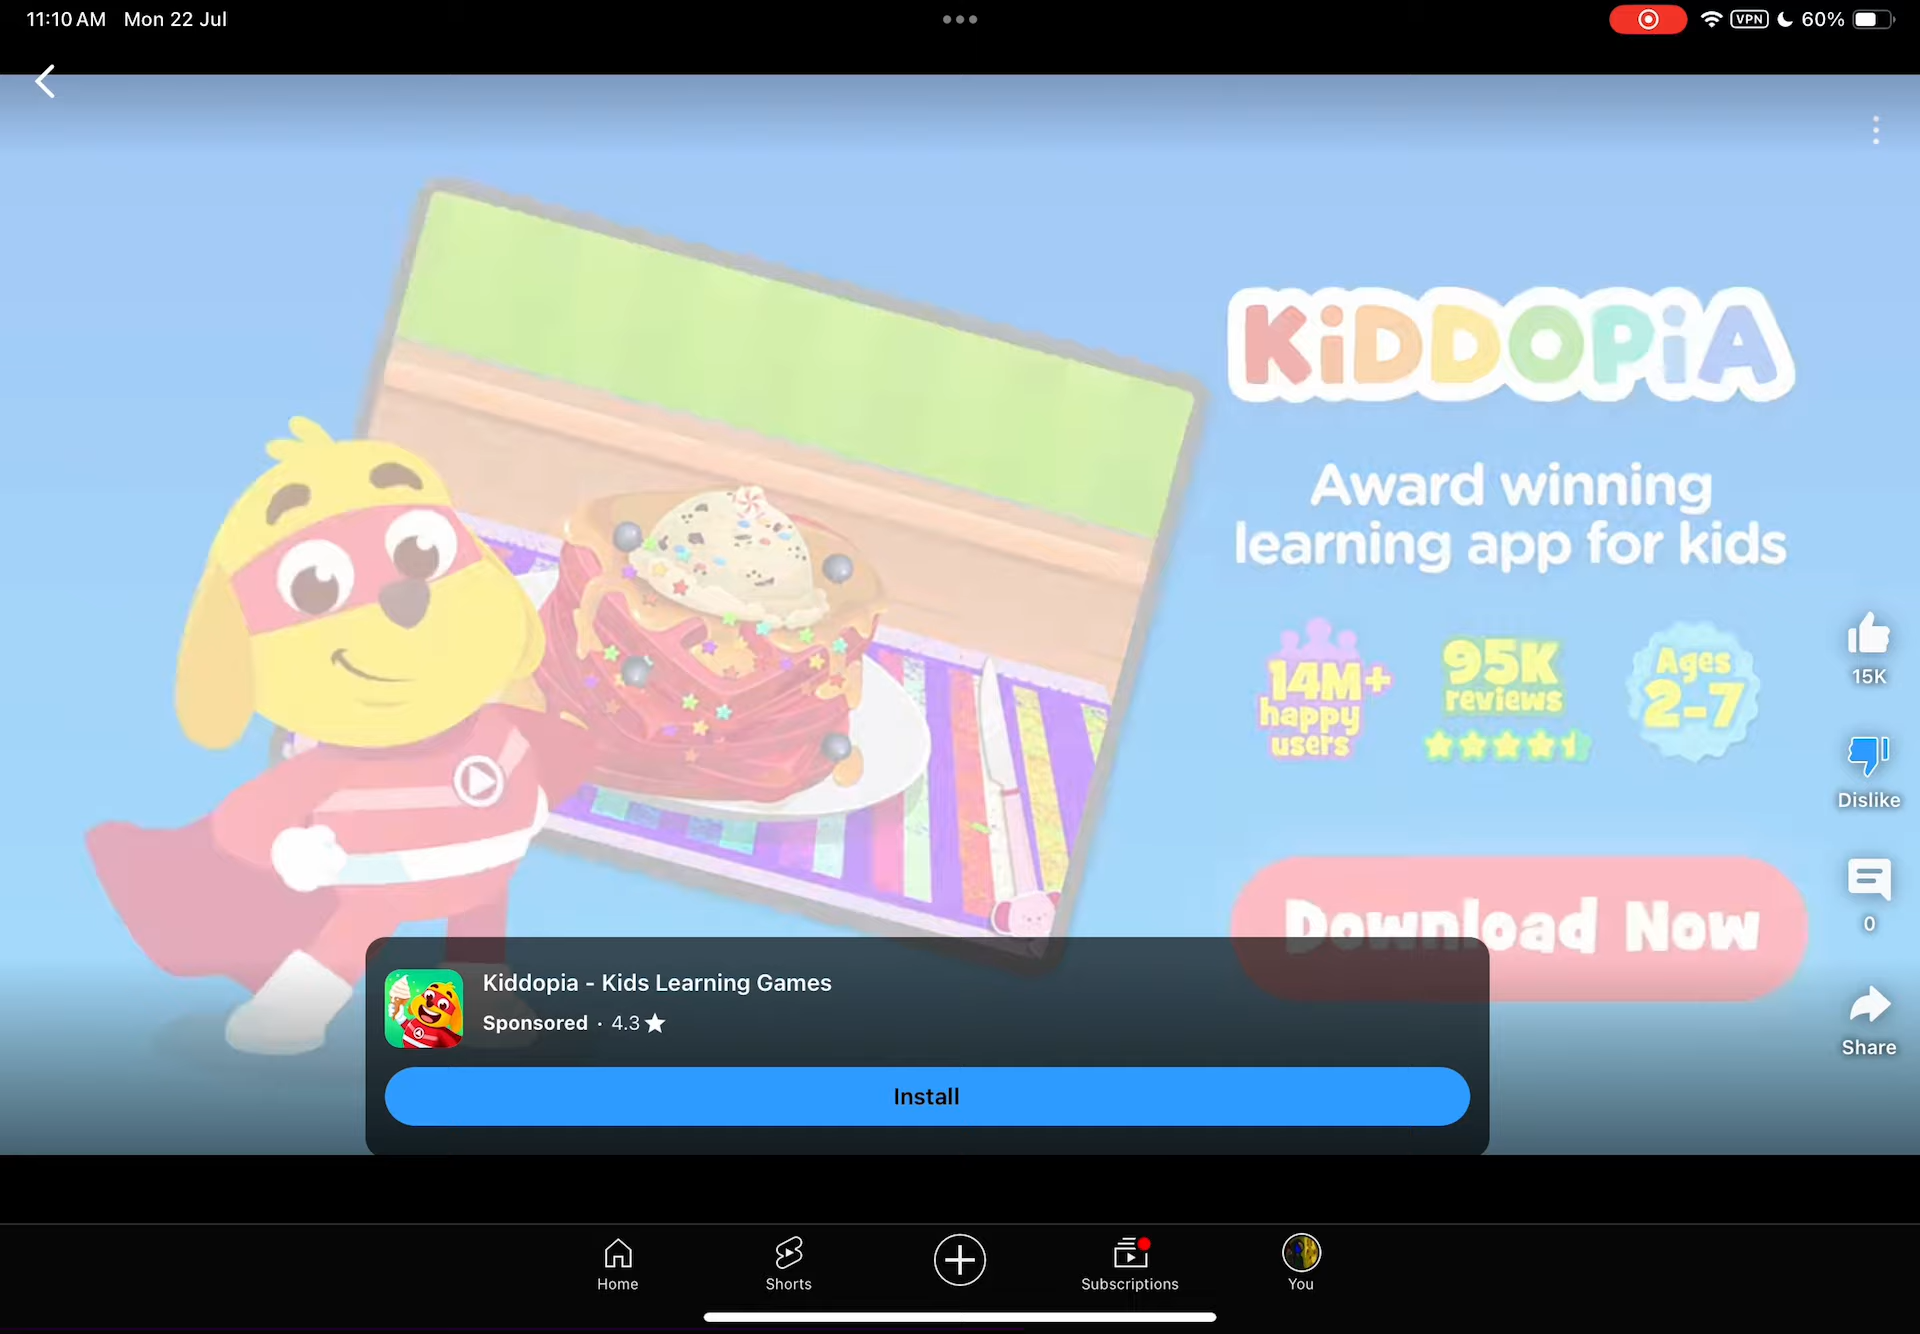 11:10 AM Mon 22 Jul
VPN 60%
KiDDOPiA
Award winning
learning app for kids
14M+
happy
users
95K
reviews
Ages
2-7
15K
Dislike
0
Download Now
Share
Kiddopia - Kids Learning Games
Sponsored · 4.3★
Install
Home
Shorts
Subscriptions
You